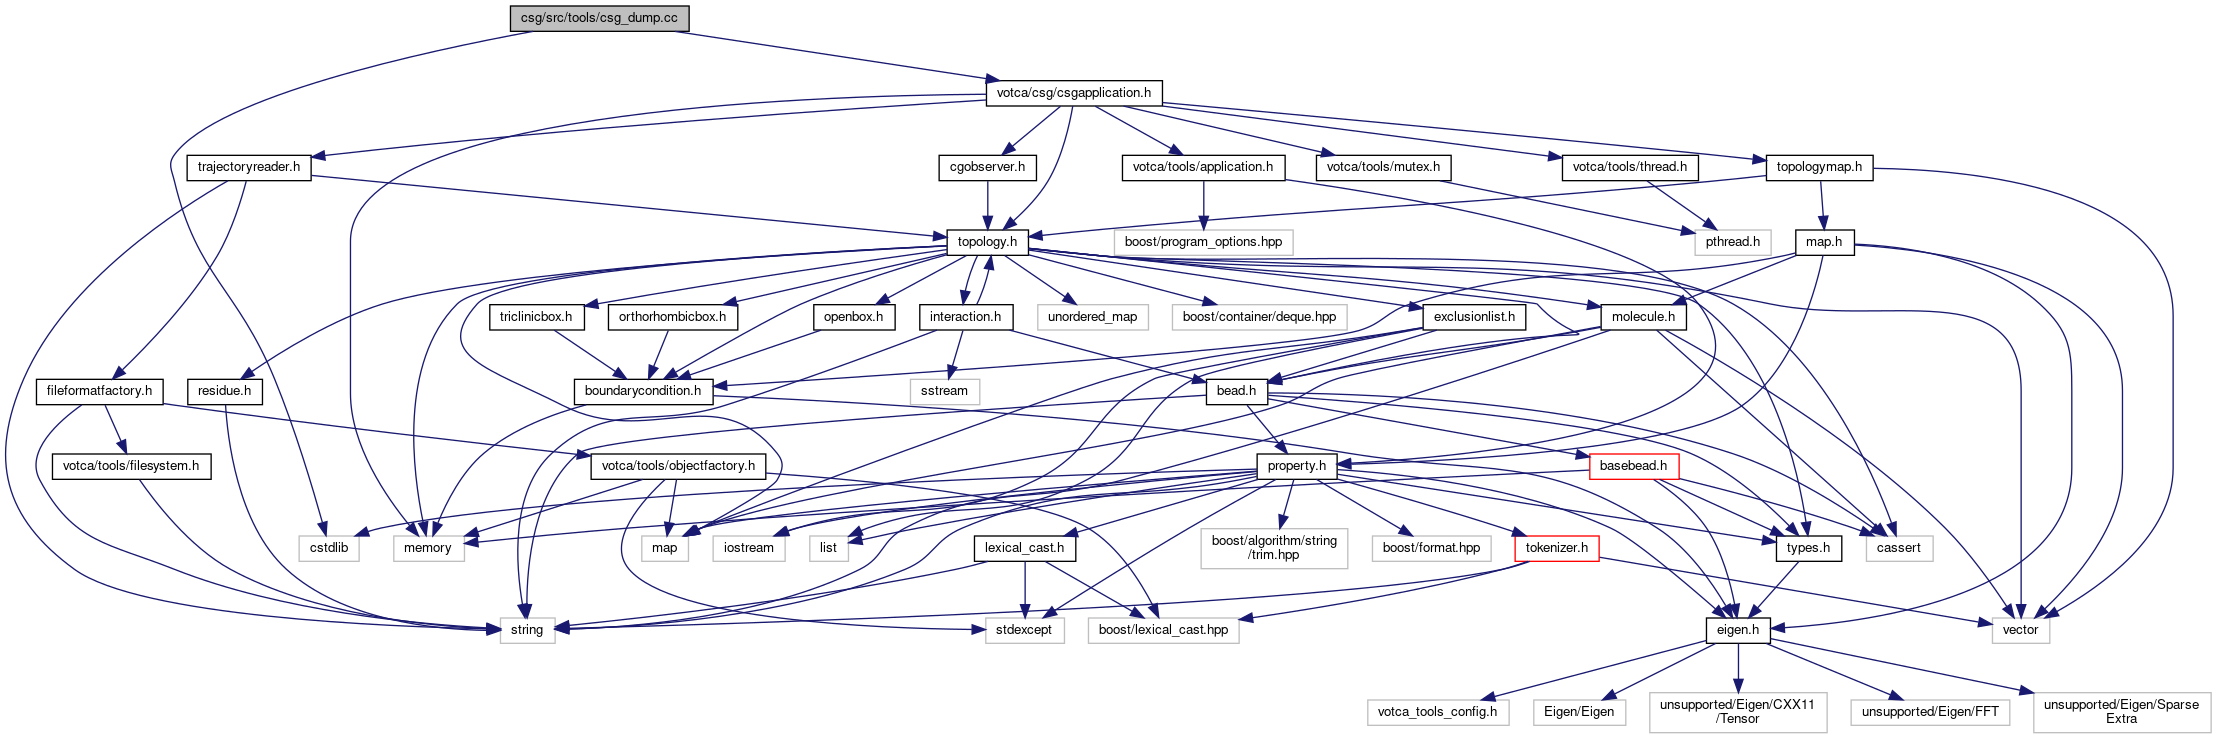 csg/src/tools/csg_dump.cc
votca/csg/csgapplication.h
trajectoryreader.h
cgobserver.h
votca/tools/application.h
votca/tools/mutex.h
votca/tools/thread.h
topologymap.h
topology.h
boost/program_options.hpp
pthread.h
map.h
triclinicbox.h
orthorhombicbox.h
openbox.h
interaction.h
unordered_map
boost/container/deque.hpp
exclusionlist.h
molecule.h
fileformatfactory.h
residue.h
boundarycondition.h
sstream
bead.h
votca/tools/filesystem.h
votca/tools/objectfactory.h
property.h
basebead.h
cstdlib
memory
map
iostream
list
lexical_cast.h
boost/algorithm/string
/trim.hpp
boost/format.hpp
tokenizer.h
types.h
cassert
string
stdexcept
boost/lexical_cast.hpp
eigen.h
vector
votca_tools_config.h
Eigen/Eigen
unsupported/Eigen/CXX11
/Tensor
unsupported/Eigen/FFT
unsupported/Eigen/Sparse
Extra